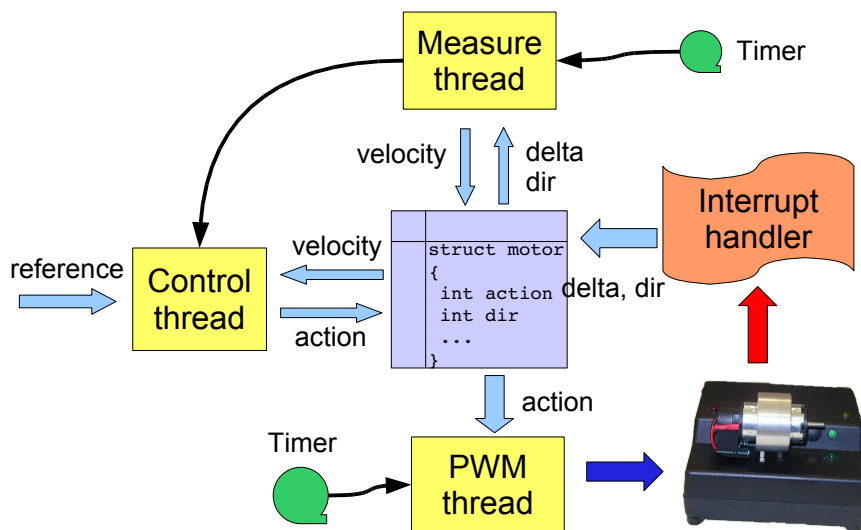 Measure
thread
Timer
velocity
delta
dir
Interrupt
handler
reference
Control
thread
velocity
action
struct motor
{
int action
int dir
...
}
delta, dir
action
Timer
PWM
thread